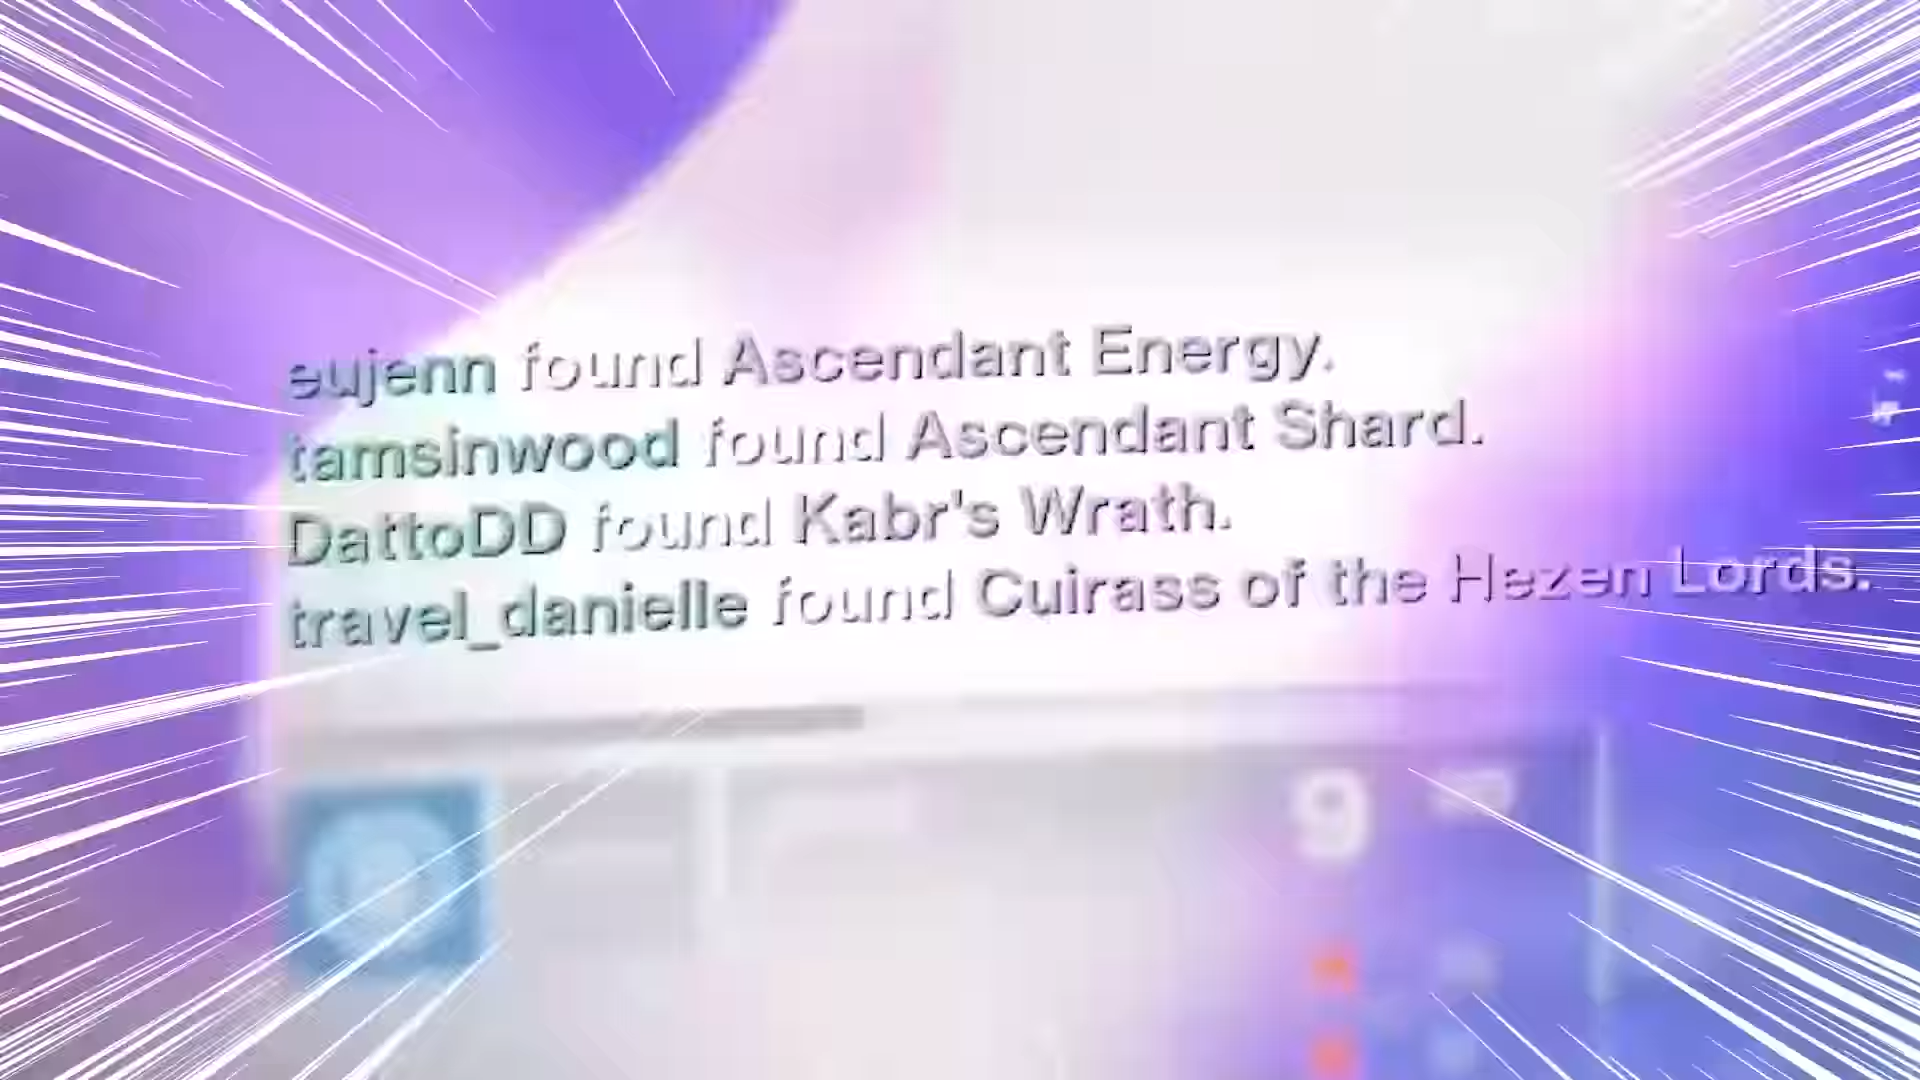 eujenn found Ascendant Energy.
tamsinwood found Ascendant Shard.
DattoDD found Kabr's Wrath.
travel_danielle found Cuirass of the Hezen Lords.
9